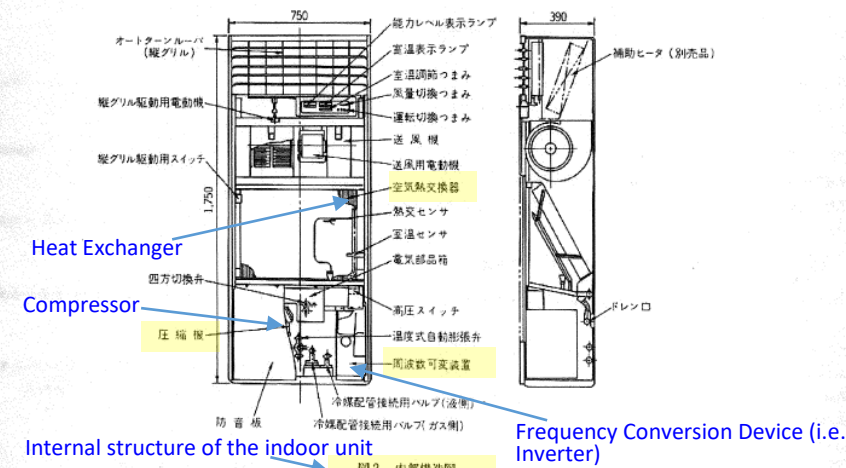 750
390
能力レベル表示ランプ
オートターンルーバ
(縦グリル)
室温表示ランプ
補助ヒータ(別売品)
室温調節つまみ
風量切換つまみ
縦グリル駆動用電動機
運転切換つまみ
送風機
送風用電動機
縦グリル駆動用スイッチ
空気熱交換器
1,750
熱交センサ
Heat Exchanger
室温センサ
電気部品箱
四方切換弁
Compressor
高圧スイッチ
ドレン口
圧縮機
温度式自動膨張弁
周波数可変装置
冷媒配管接続用バルブ(液側)
防音板
冷媒配管接続用バルブ(ガス側)
Frequency Conversion Device (i.e.
Inverter)
Internal structure of the indoor unit